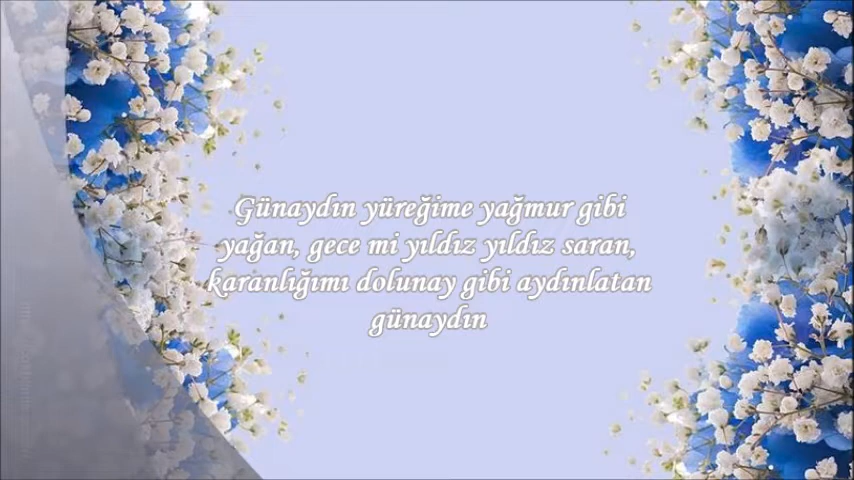 Günaydın yüreğime yağmur gibi
yağan, gece mi yıldız yıldız saran,
karanlığımı dolunay gibi aydınlatan
günaydın